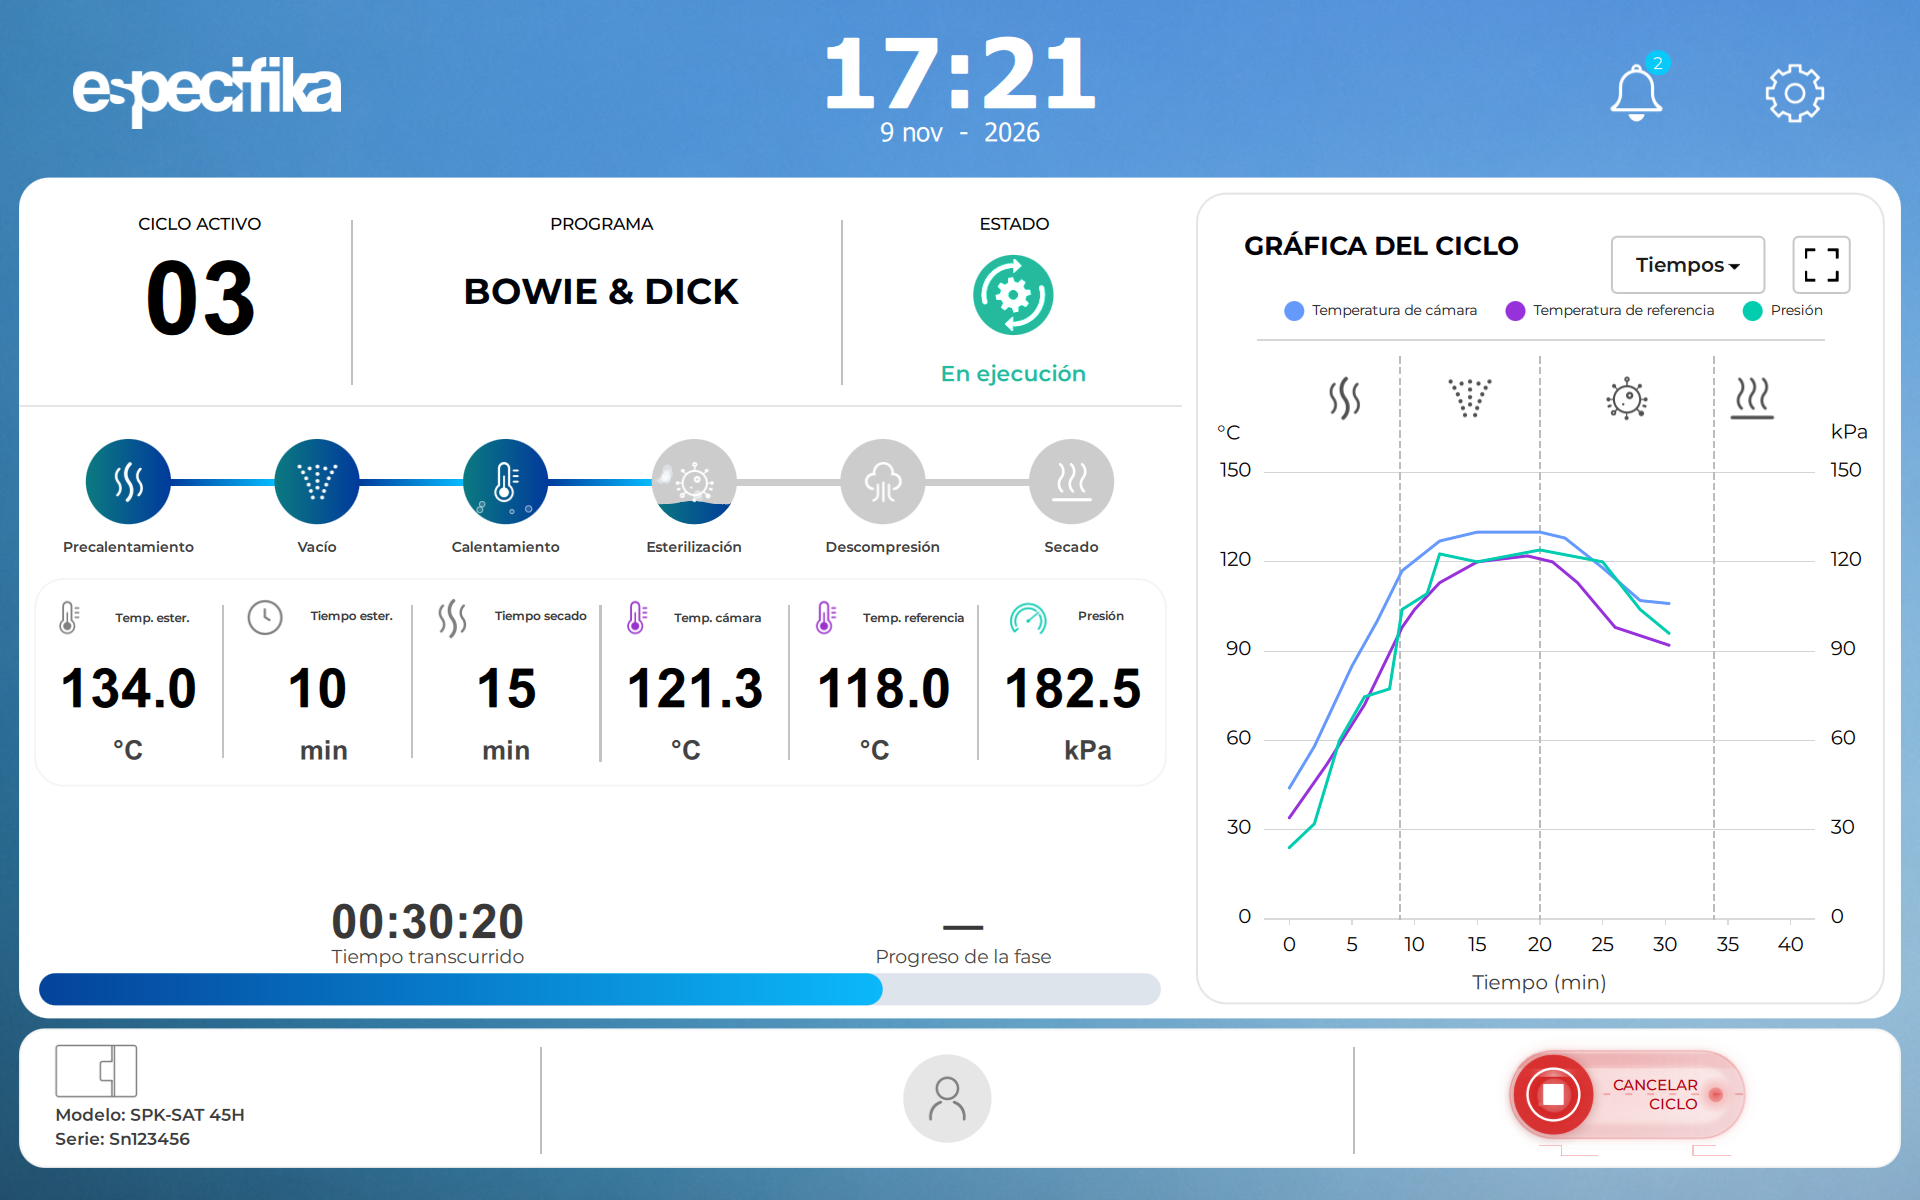 especifika
17:21
9 nov - 2026
2
CICLO ACTIVO
03
PROGRAMA
BOWIE & DICK
ESTADO
En ejecución
Precalentamiento
Vacío
Calentamiento
Esterilización
Descompresión
Secado
Temp. ester.
134.0
°C
Tiempo ester.
10
min
Tiempo secado
15
min
Temp. cámara
121.3
°C
Temp. referencia
118.0
°C
Presión
182.5
kPa
00:30:20
Tiempo transcurrido
—
Progreso de la fase
GRÁFICA DEL CICLO
Tiempos
Temperatura de cámara
Temperatura de referencia
Presión
°C
kPa
150
150
120
120
90
90
60
60
30
30
0
0
0 5 10 15 20 25 30 35 40
Tiempo (min)
Modelo: SPK-SAT 45H
Serie: Sn123456
CANCELAR
CICLO